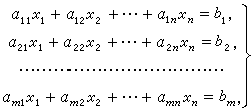 a₁₁x₁ + a₁₂x₂ + ⋯ + a₁ₙxₙ = b₁,
a₂₁x₁ + a₂₂x₂ + ⋯ + a₂ₙxₙ = b₂,
…………………………………
aₘ₁x₁ + aₘ₂x₂ + ⋯ + aₘₙxₙ = bₘ,